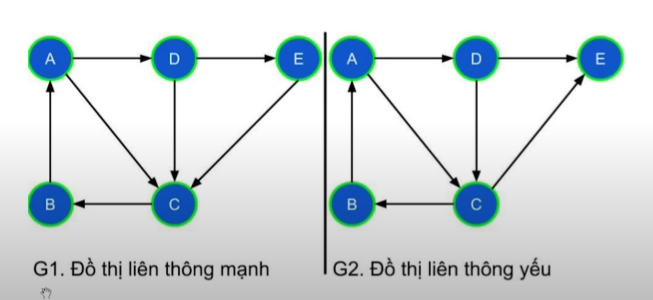 A D E
B C
G1. Đồ thị liên thông mạnh
A D E
B C
G2. Đồ thị liên thông yếu